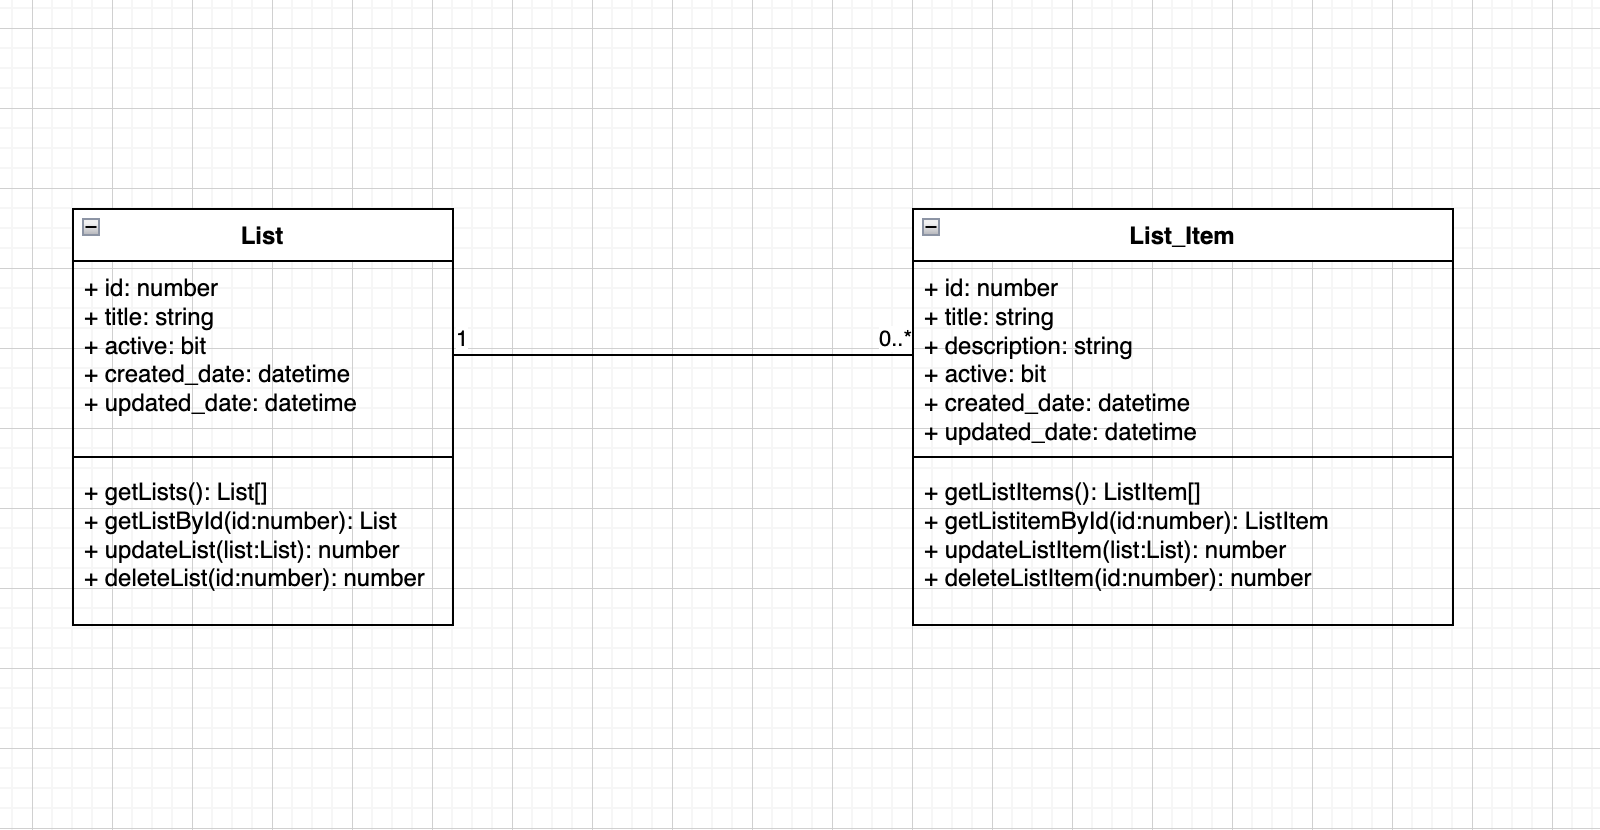 List
+ id: number
+ title: string
+ active: bit
+ created_date: datetime
+ updated_date: datetime
+ getLists(): List[]
+ getListById(id:number): List
+ updateList(list:List): number
+ deleteList(id:number): number
1
0..*
List_Item
+ id: number
+ title: string
+ description: string
+ active: bit
+ created_date: datetime
+ updated_date: datetime
+ getListItems(): ListItem[]
+ getListitemById(id:number): ListItem
+ updateListItem(list:List): number
+ deleteListItem(id:number): number